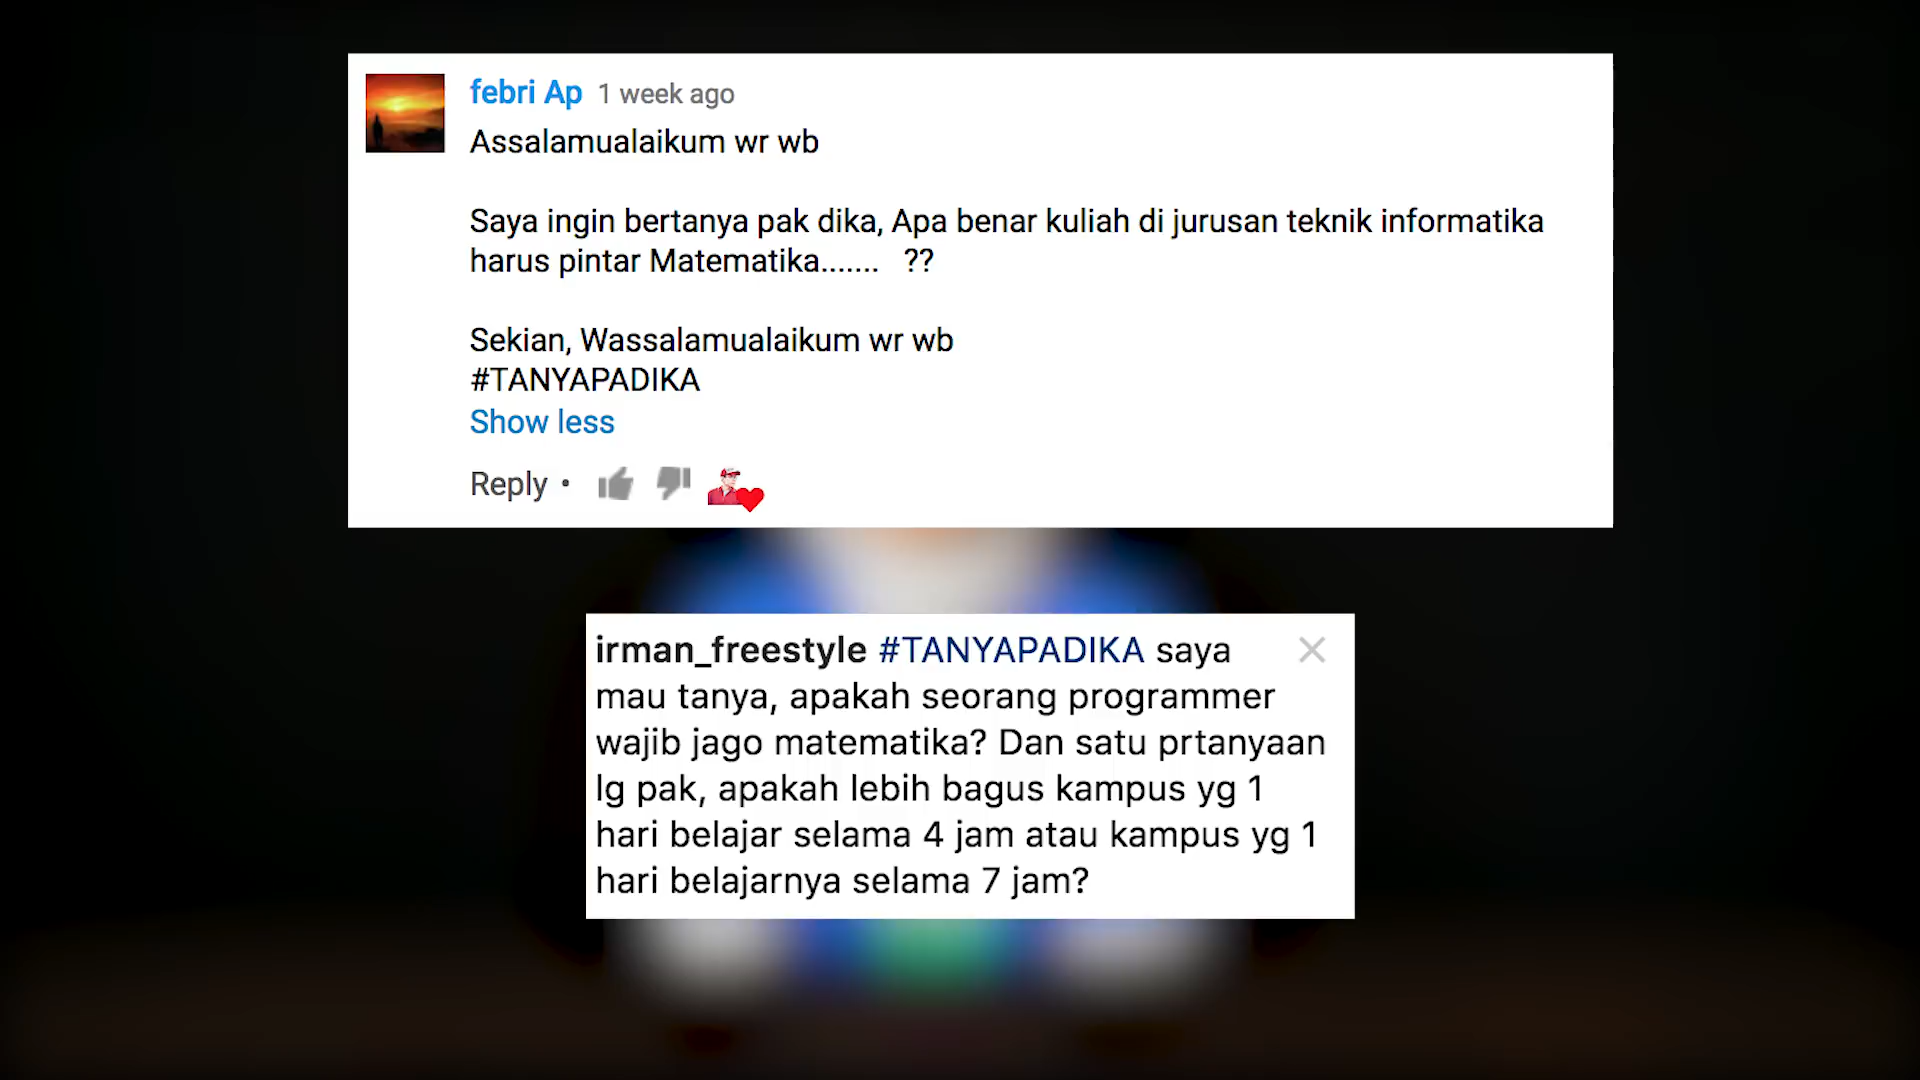 febri Ap 1 week ago
Assalamualaikum wr wb
Saya ingin bertanya pak dika, Apa benar kuliah di jurusan teknik informatika
harus pintar Matematika....... ??
Sekian, Wassalamualaikum wr wb
#TANYAPADIKA
Show less
Reply •
irman_freestyle #TANYAPADIKA saya
mau tanya, apakah seorang programmer
wajib jago matematika? Dan satu prtanyaan
lg pak, apakah lebih bagus kampus yg 1
hari belajar selama 4 jam atau kampus yg 1
hari belajarnya selama 7 jam?